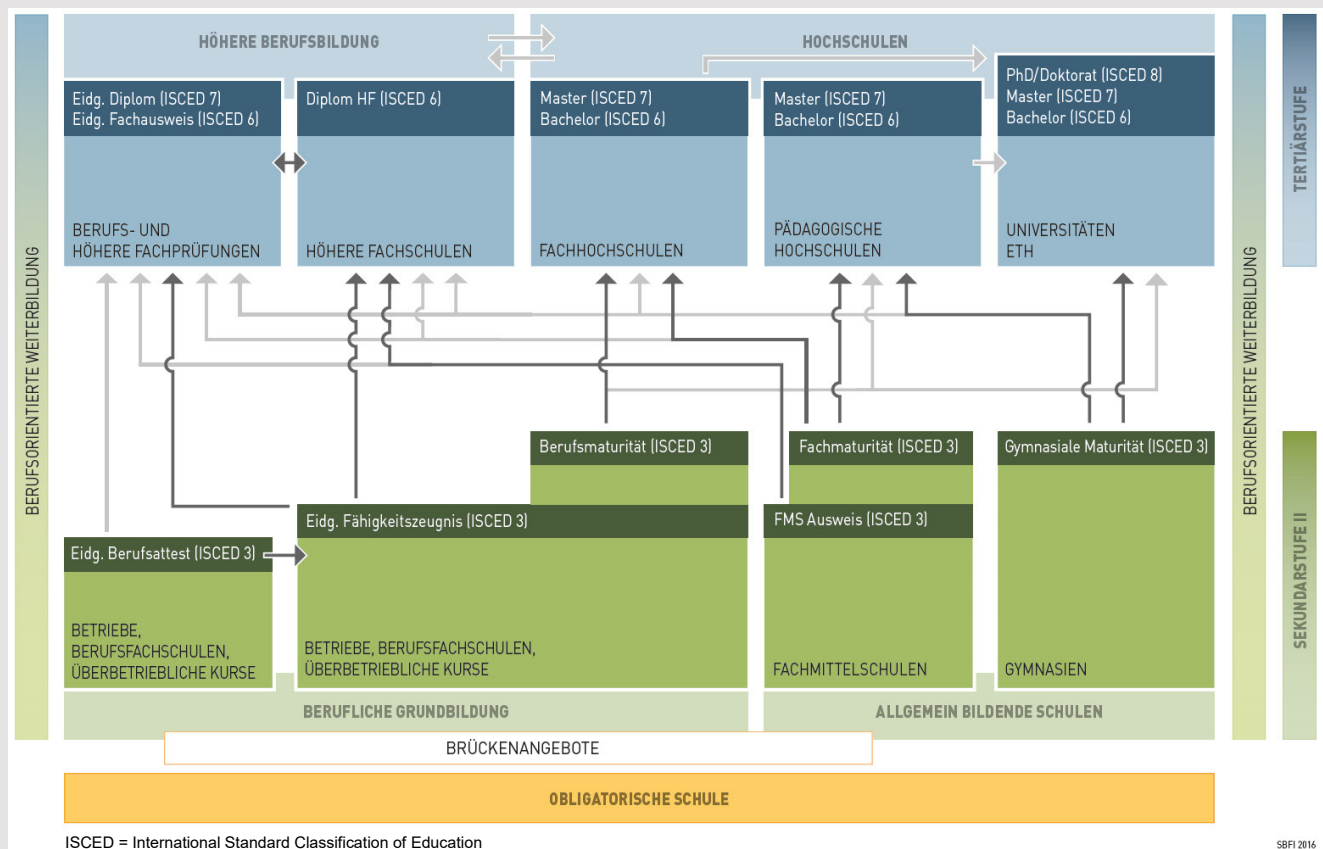 HÖHERE BERUFSBILDUNG
HOCHSCHULEN
Eidg. Diplom (ISCED 7)
Eidg. Fachausweis (ISCED 6)
BERUFS- UND
HÖHERE FACHPRÜFUNGEN
Diplom HF (ISCED 6)
HÖHERE FACHSCHULEN
Master (ISCED 7)
Bachelor (ISCED 6)
FACHHOCHSCHULEN
Master (ISCED 7)
Bachelor (ISCED 6)
PÄDAGOGISCHE
HOCHSCHULEN
PhD/Doktorat (ISCED 8)
Master (ISCED 7)
Bachelor (ISCED 6)
UNIVERSITÄTEN
ETH
TERTIÄRSTUFE
BERUFSORIENTIERTE WEITERBILDUNG
BERUFSORIENTIERTE WEITERBILDUNG
Berufsmaturität (ISCED 3)
Fachmaturität (ISCED 3)
Gymnasiale Maturität (ISCED 3)
Eidg. Fähigkeitszeugnis (ISCED 3)
FMS Ausweis (ISCED 3)
Eidg. Berufsattest (ISCED 3)
SEKUNDARSTUFE II
BETRIEBE,
BERUFSFACHSCHULEN,
ÜBERBETRIEBLICHE KURSE
BETRIEBE, BERUFSFACHSCHULEN,
ÜBERBETRIEBLICHE KURSE
FACHMITTELSCHULEN
GYMNASIEN
BERUFLICHE GRUNDBILDUNG
ALLGEMEIN BILDENDE SCHULEN
BRÜCKENANGEBOTE
OBLIGATORISCHE SCHULE
ISCED = International Standard Classification of Education
SBFI 2016